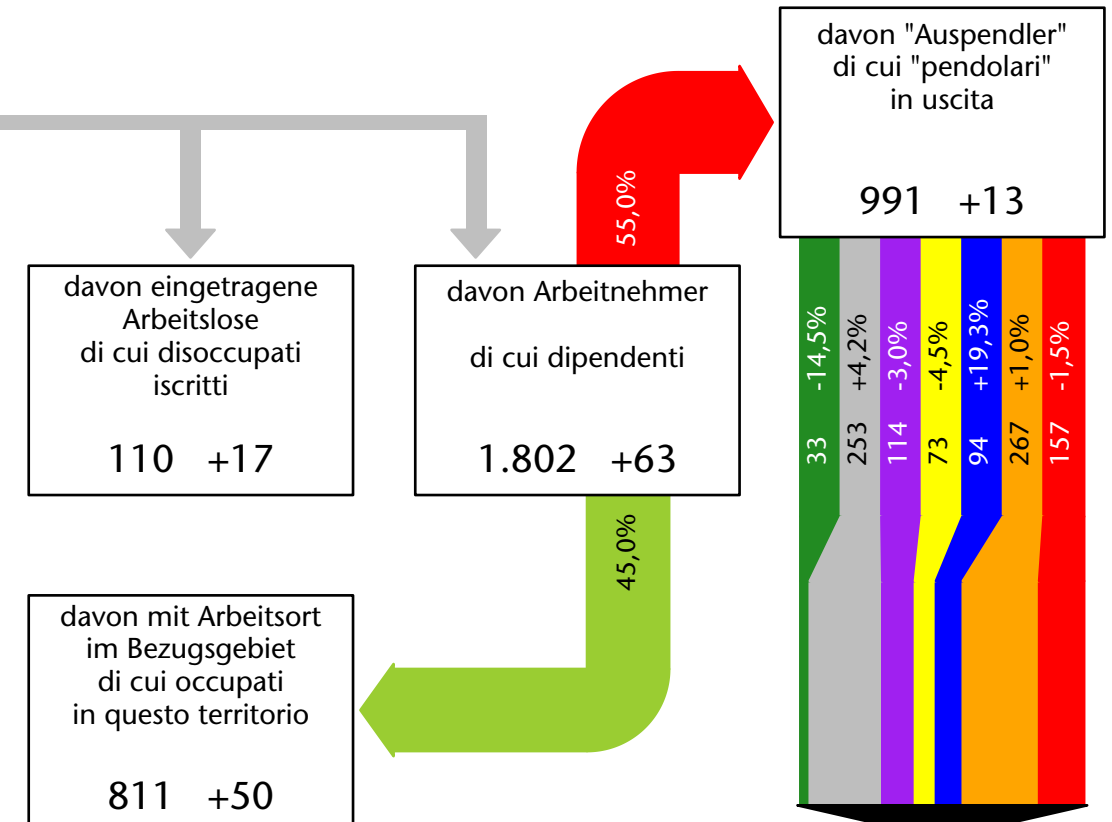 davon "Auspendler"
di cui "pendolari"
in uscita
991 +13
55,0%
davon eingetragene
Arbeitslose
di cui disoccupati
iscritti
110 +17
davon Arbeitnehmer
di cui dipendenti
1.802 +63
33 -14,5%
253 +4,2%
114 -3,0%
73 -4,5%
94 +19,3%
267 +1,0%
157 -1,5%
45,0%
davon mit Arbeitsort
im Bezugsgebiet
di cui occupati
in questo territorio
811 +50